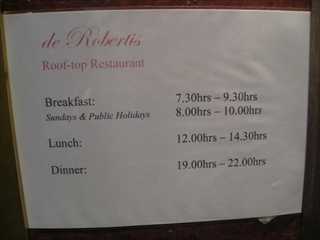 de Robertis
Roof-top Restaurant
Breakfast: 7.30hrs – 9.30hrs
Sundays & Public Holidays 8.00hrs – 10.00hrs
Lunch: 12.00hrs – 14.30hrs
Dinner: 19.00hrs – 22.00hrs